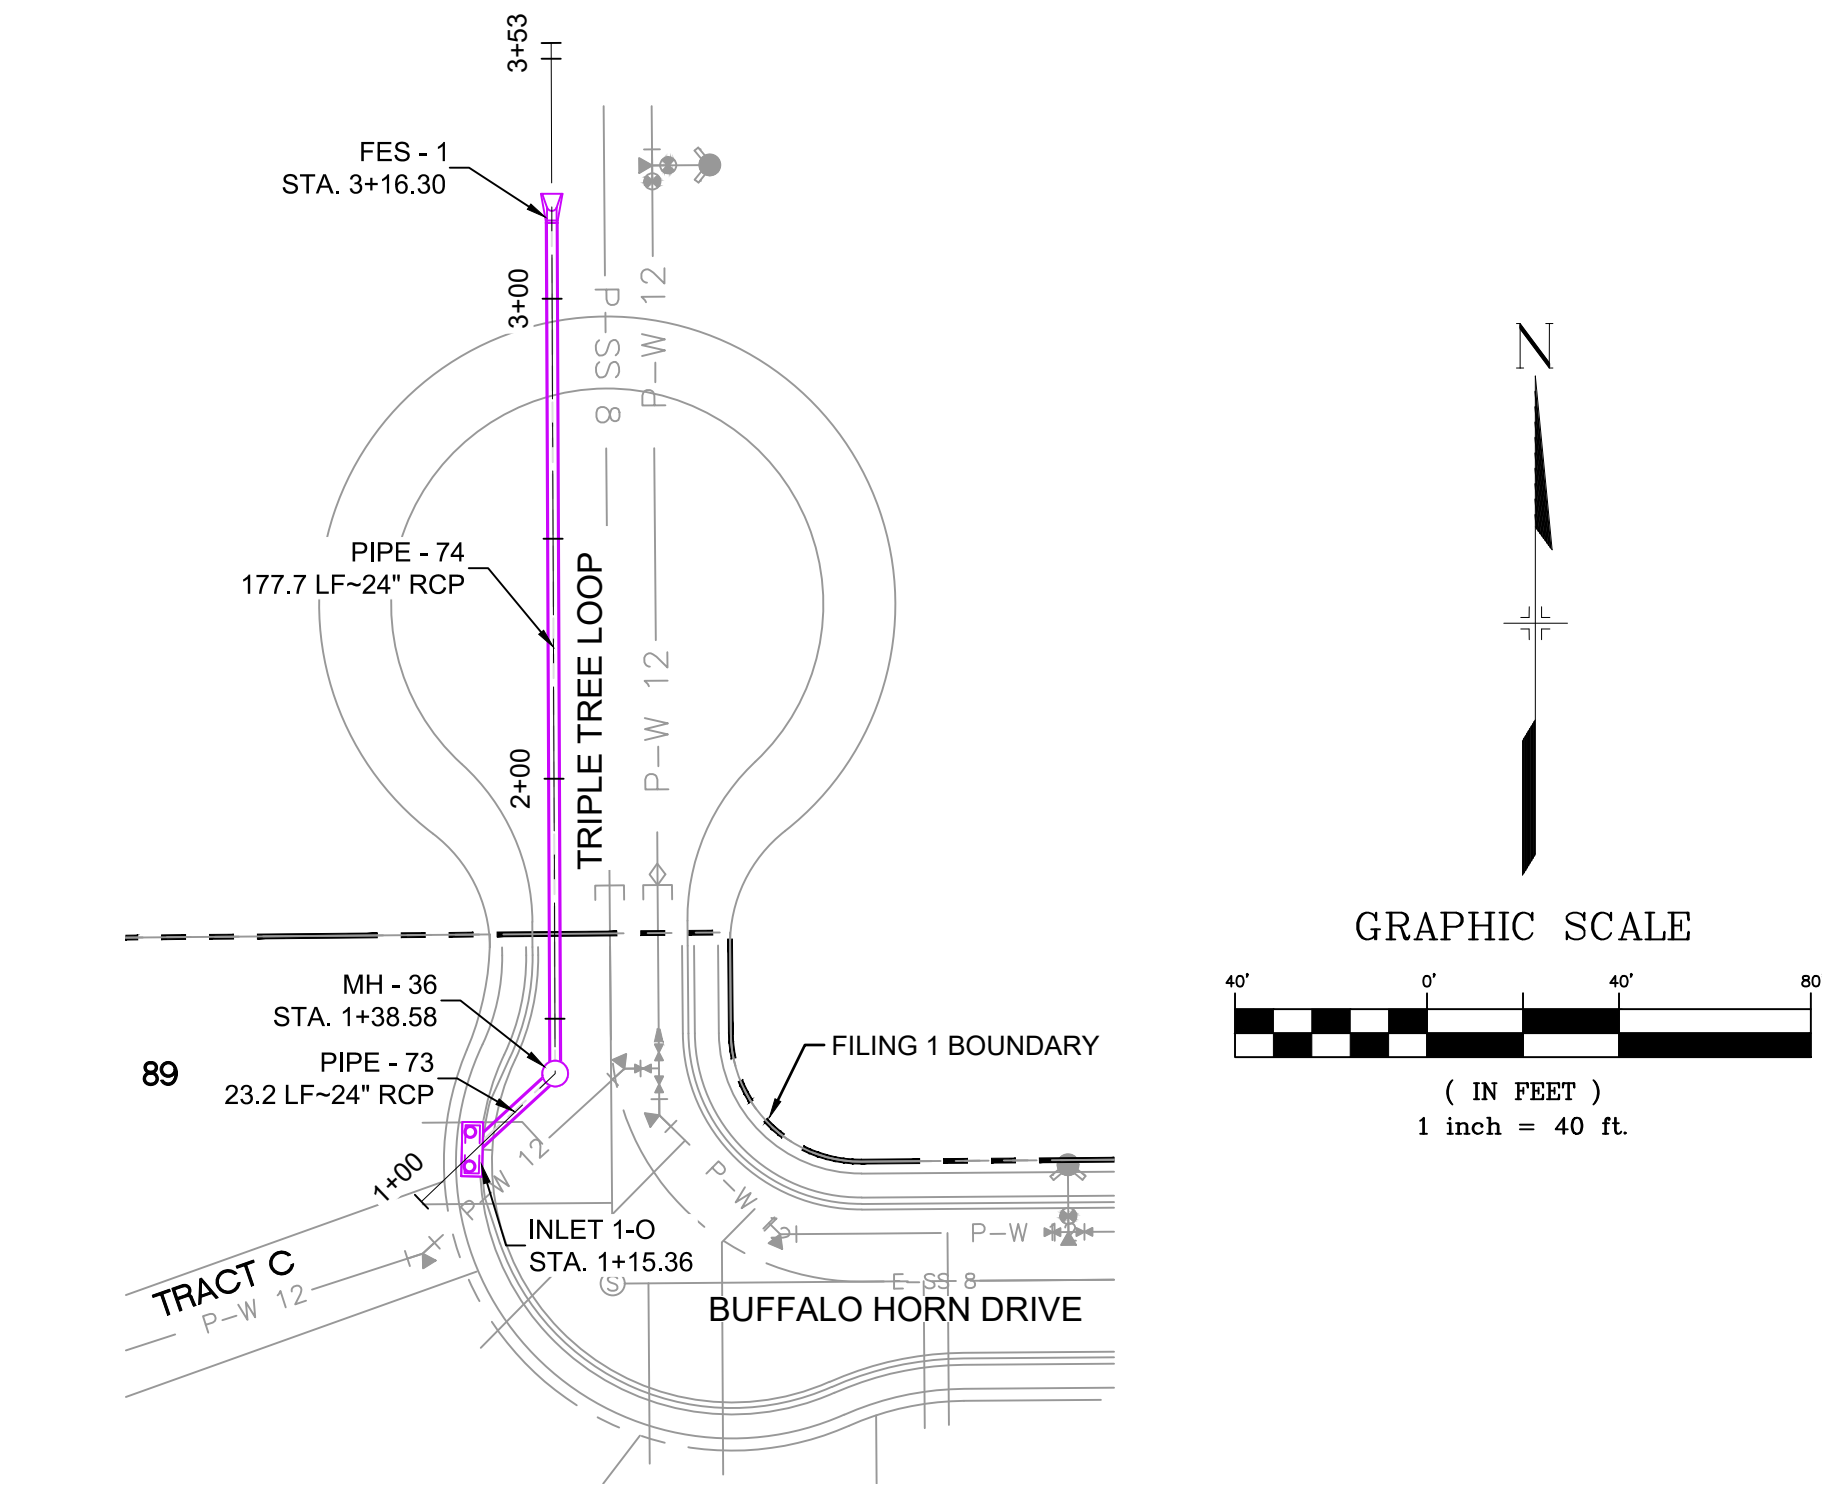 3+53
FES - 1
STA. 3+16.30
3+00
P-SS 8
P-W 12
N
PIPE - 74
177.7 LF~24" RCP
TRIPLE TREE LOOP
P-W 12
2+00
GRAPHIC SCALE
40' 0' 40' 80
( IN FEET )
1 inch = 40 ft.
MH - 36
STA. 1+38.58
FILING 1 BOUNDARY
89
PIPE - 73
23.2 LF~24" RCP
1+00
P-W 12
P-W 12
P-W 12
INLET 1-O
STA. 1+15.36
S
E-SS 8
TRACT C
P-W 12
BUFFALO HORN DRIVE